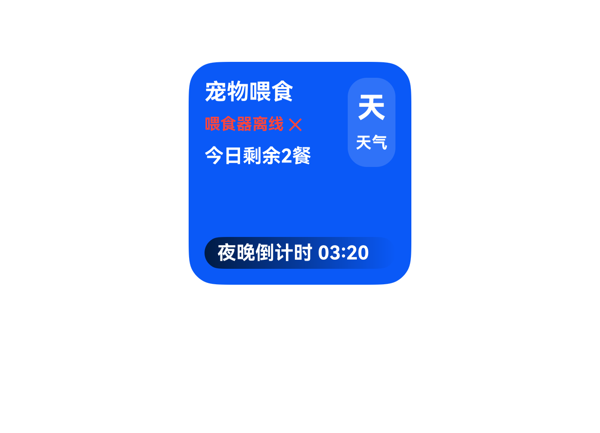 宠物喂食
喂食器离线 ×
今日剩余2餐
天
天气
夜晚倒计时 03:20